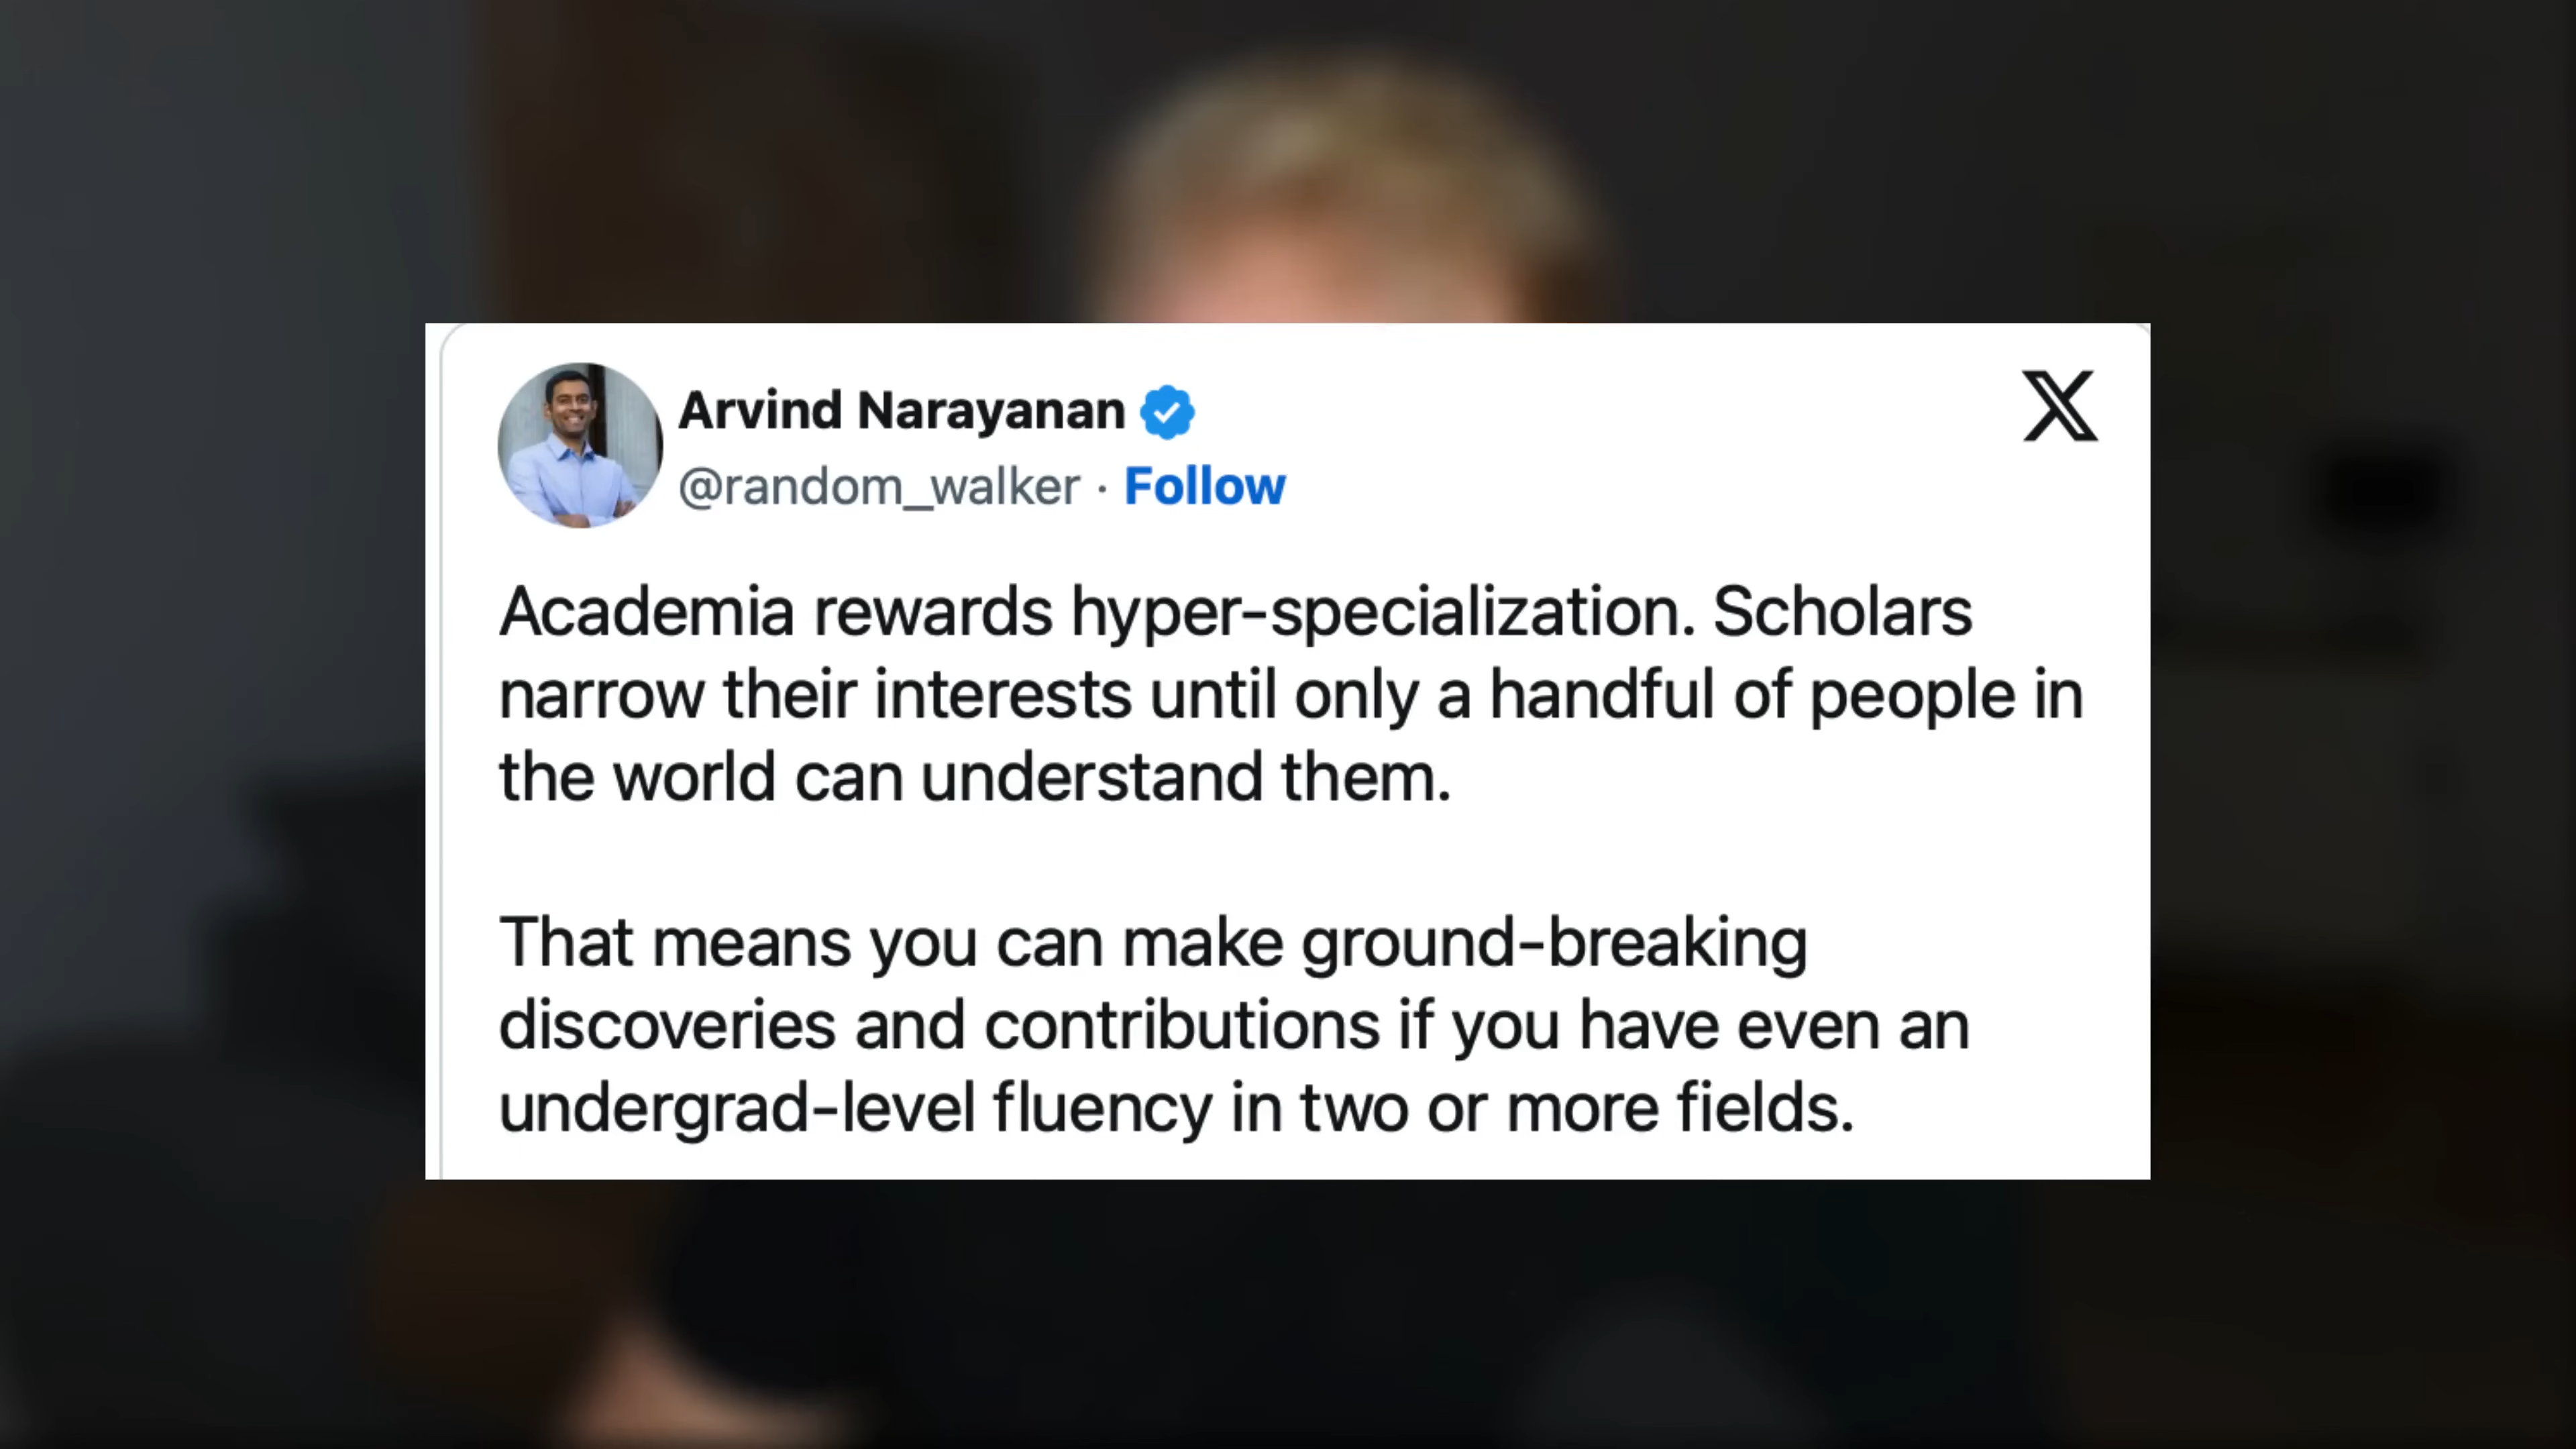 Arvind Narayanan
@random_walker · Follow
Academia rewards hyper-specialization. Scholars
narrow their interests until only a handful of people in
the world can understand them.
That means you can make ground-breaking
discoveries and contributions if you have even an
undergrad-level fluency in two or more fields.